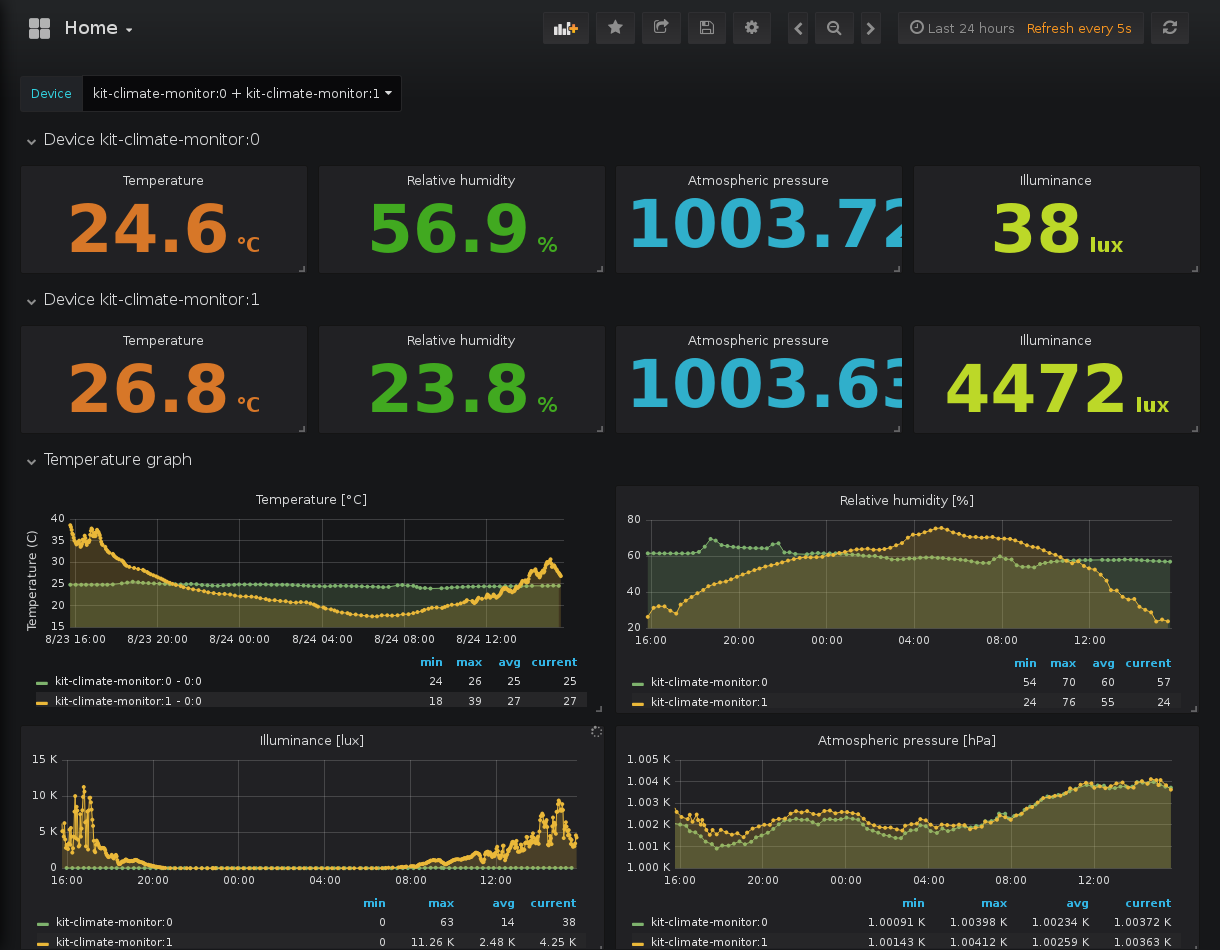 Home
Last 24 hours Refresh every 5s
Device kit-climate-monitor:0 + kit-climate-monitor:1
Device kit-climate-monitor:0
Temperature Relative humidity Atmospheric pressure Illuminance
24.6 °C 56.9 % 1003.72 38 lux
Device kit-climate-monitor:1
Temperature Relative humidity Atmospheric pressure Illuminance
26.8 °C 23.8 % 1003.63 4472 lux
Temperature graph
Temperature [°C]
Temperature (C)
40
35
30
25
20
15
8/23 16:00 8/23 20:00 8/24 00:00 8/24 04:00 8/24 08:00 8/24 12:00
min max avg current
kit-climate-monitor:0 - 0:0 24 26 25 25
kit-climate-monitor:1 - 0:0 18 39 27 27
Relative humidity [%]
80
60
40
20
16:00 20:00 00:00 04:00 08:00 12:00
min max avg current
kit-climate-monitor:0 54 70 60 57
kit-climate-monitor:1 24 76 55 24
Illuminance [lux]
15 K
10 K
5 K
0
16:00 20:00 00:00 04:00 08:00 12:00
min max avg current
kit-climate-monitor:0 0 63 14 38
kit-climate-monitor:1 0 11.26 K 2.48 K 4.25 K
Atmospheric pressure [hPa]
1.005 K
1.004 K
1.003 K
1.002 K
1.001 K
1.000 K
16:00 20:00 00:00 04:00 08:00 12:00
min max avg current
kit-climate-monitor:0 1.00091 K 1.00398 K 1.00234 K 1.00372 K
kit-climate-monitor:1 1.00143 K 1.00412 K 1.00259 K 1.00363 K